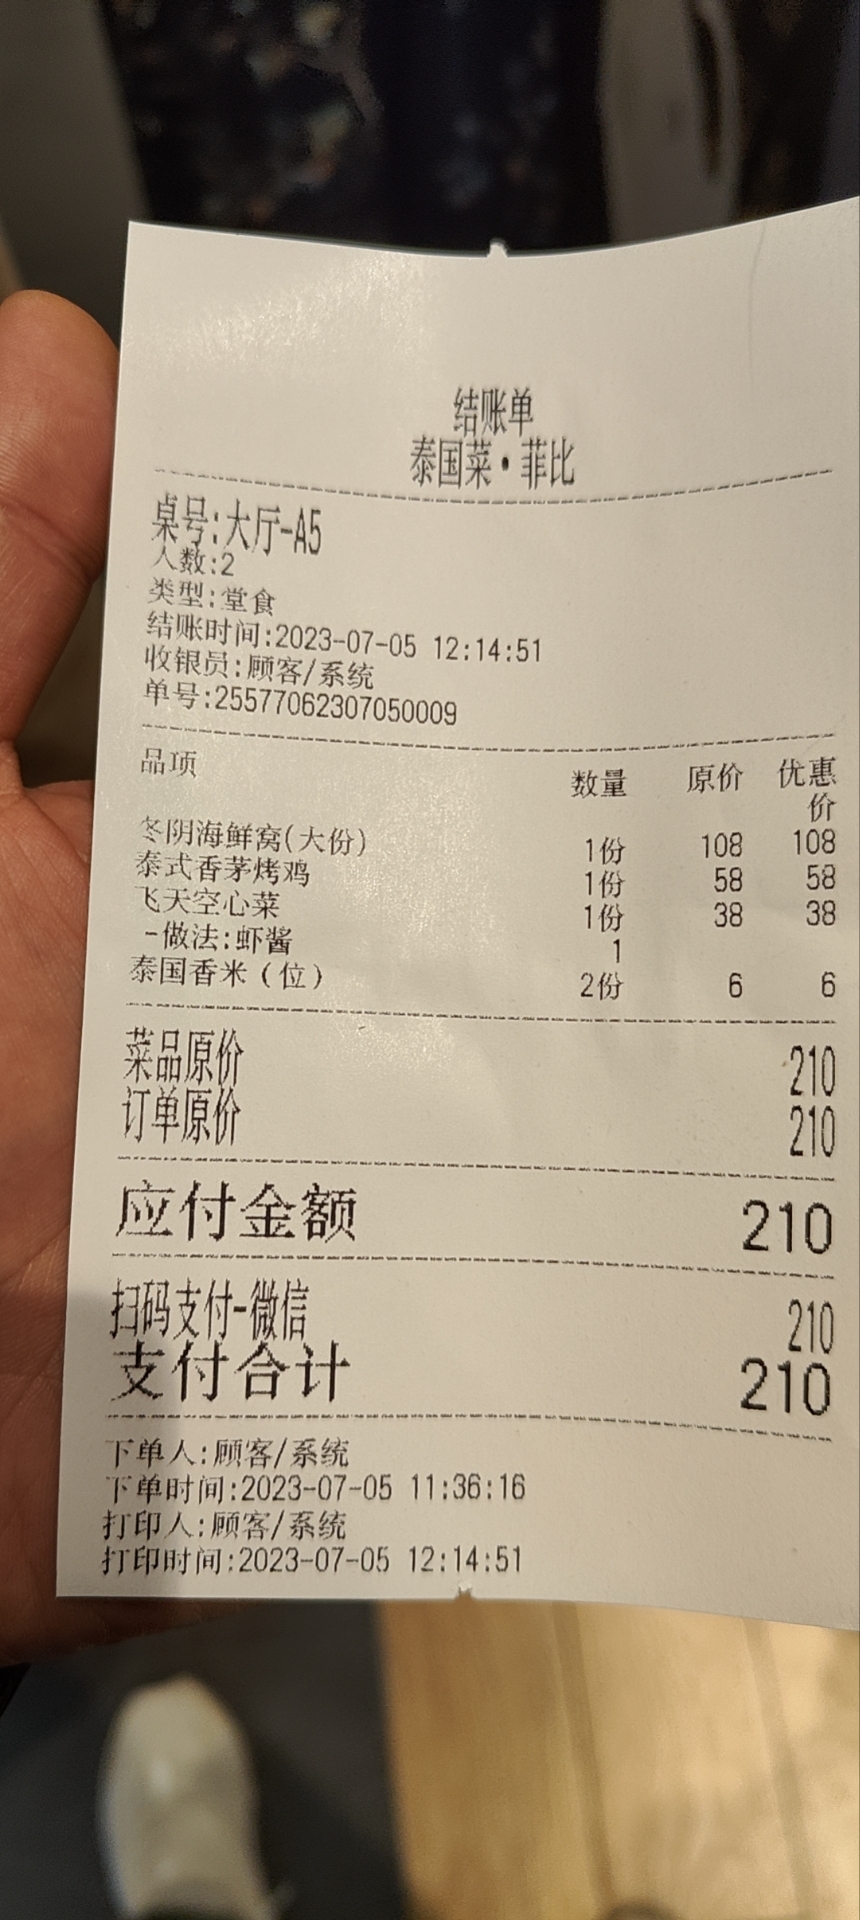 结账单
泰国菜·菲比
桌号:大厅-A5
人数:2
类型:堂食
结账时间:2023-07-05 12:14:51
收银员:顾客/系统
单号:25577062307050009
品项 数量 原价 优惠价
冬阴海鲜窝(大份) 1份 108 108
泰式香茅烤鸡 1份 58 58
飞天空心菜 1份 38 38
-做法:虾酱 1
泰国香米（位） 2份 6 6
菜品原价 210
订单原价 210
应付金额 210
扫码支付-微信 210
支付合计 210
下单人:顾客/系统
下单时间:2023-07-05 11:36:16
打印人:顾客/系统
打印时间:2023-07-05 12:14:51